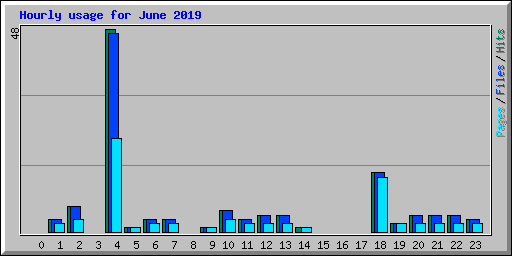 Hourly usage for June 2019
48
Pages/Files/Hits
0 1 2 3 4 5 6 7 8 9 10 11 12 13 14 15 16 17 18 19 20 21 22 23